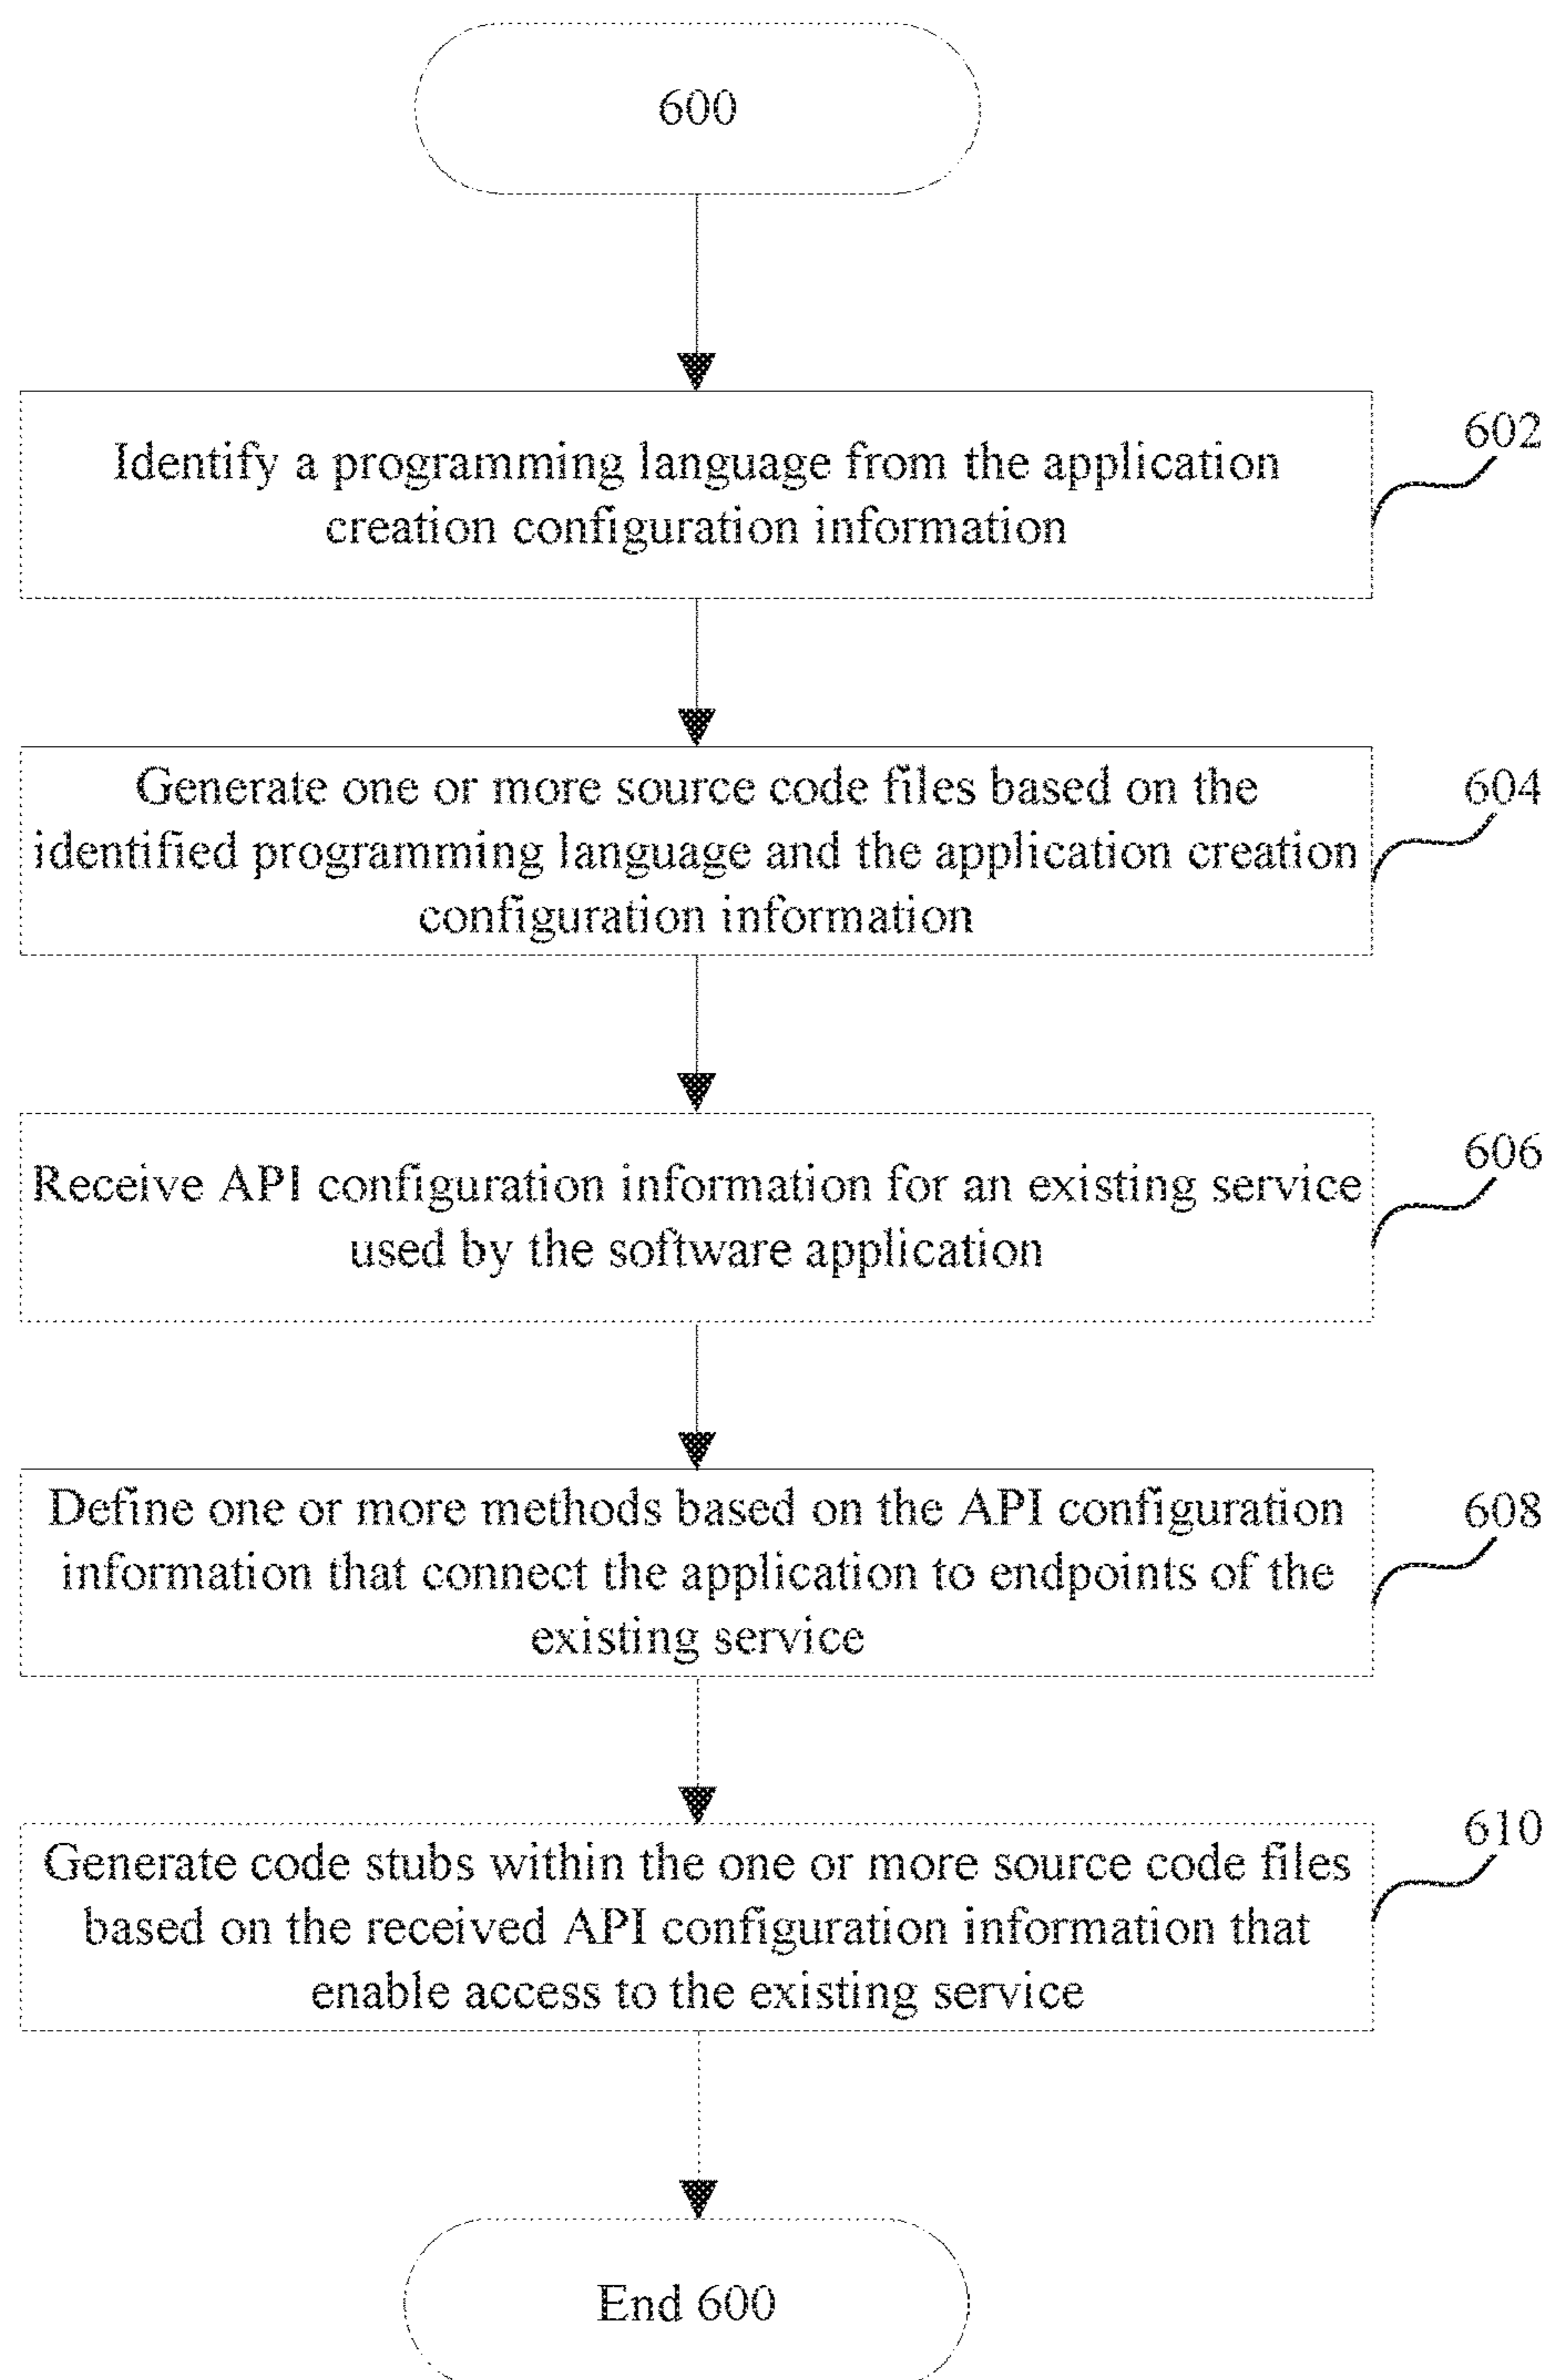 600
Identify a programming language from the application
creation configuration information
602
Generate one or more source code files based on the
identified programming language and the application creation
configuration information
604
Receive API configuration information for an existing service
used by the software application
606
Define one or more methods based on the API configuration
information that connect the application to endpoints of the
existing service
608
Generate code stubs within the one or more source code files
based on the received API configuration information that
enable access to the existing service
610
End 600